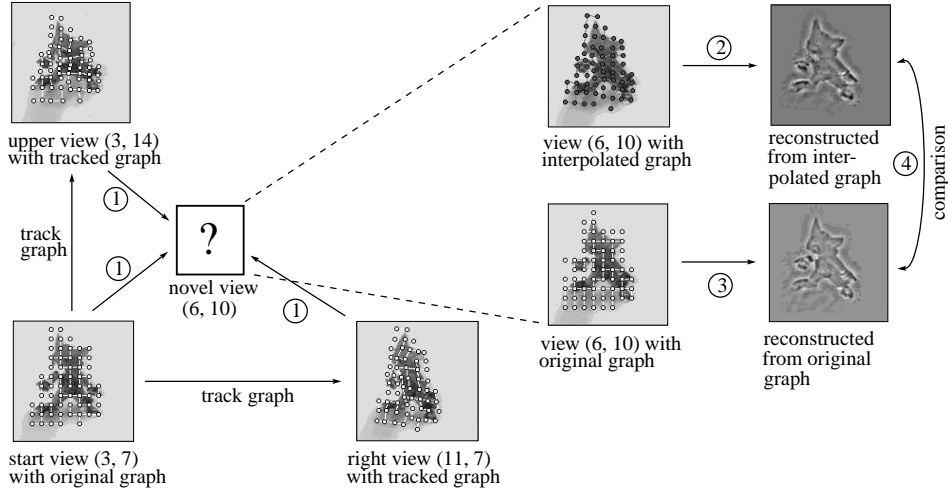 upper view (3, 14)
with tracked graph
track
graph
1
1
?
novel view
(6, 10)
1
start view (3, 7)
with original graph
track graph
right view (11, 7)
with tracked graph
view (6, 10) with
interpolated graph
2
reconstructed
from inter-
polated graph
4
comparison
view (6, 10) with
original graph
3
reconstructed
from original
graph